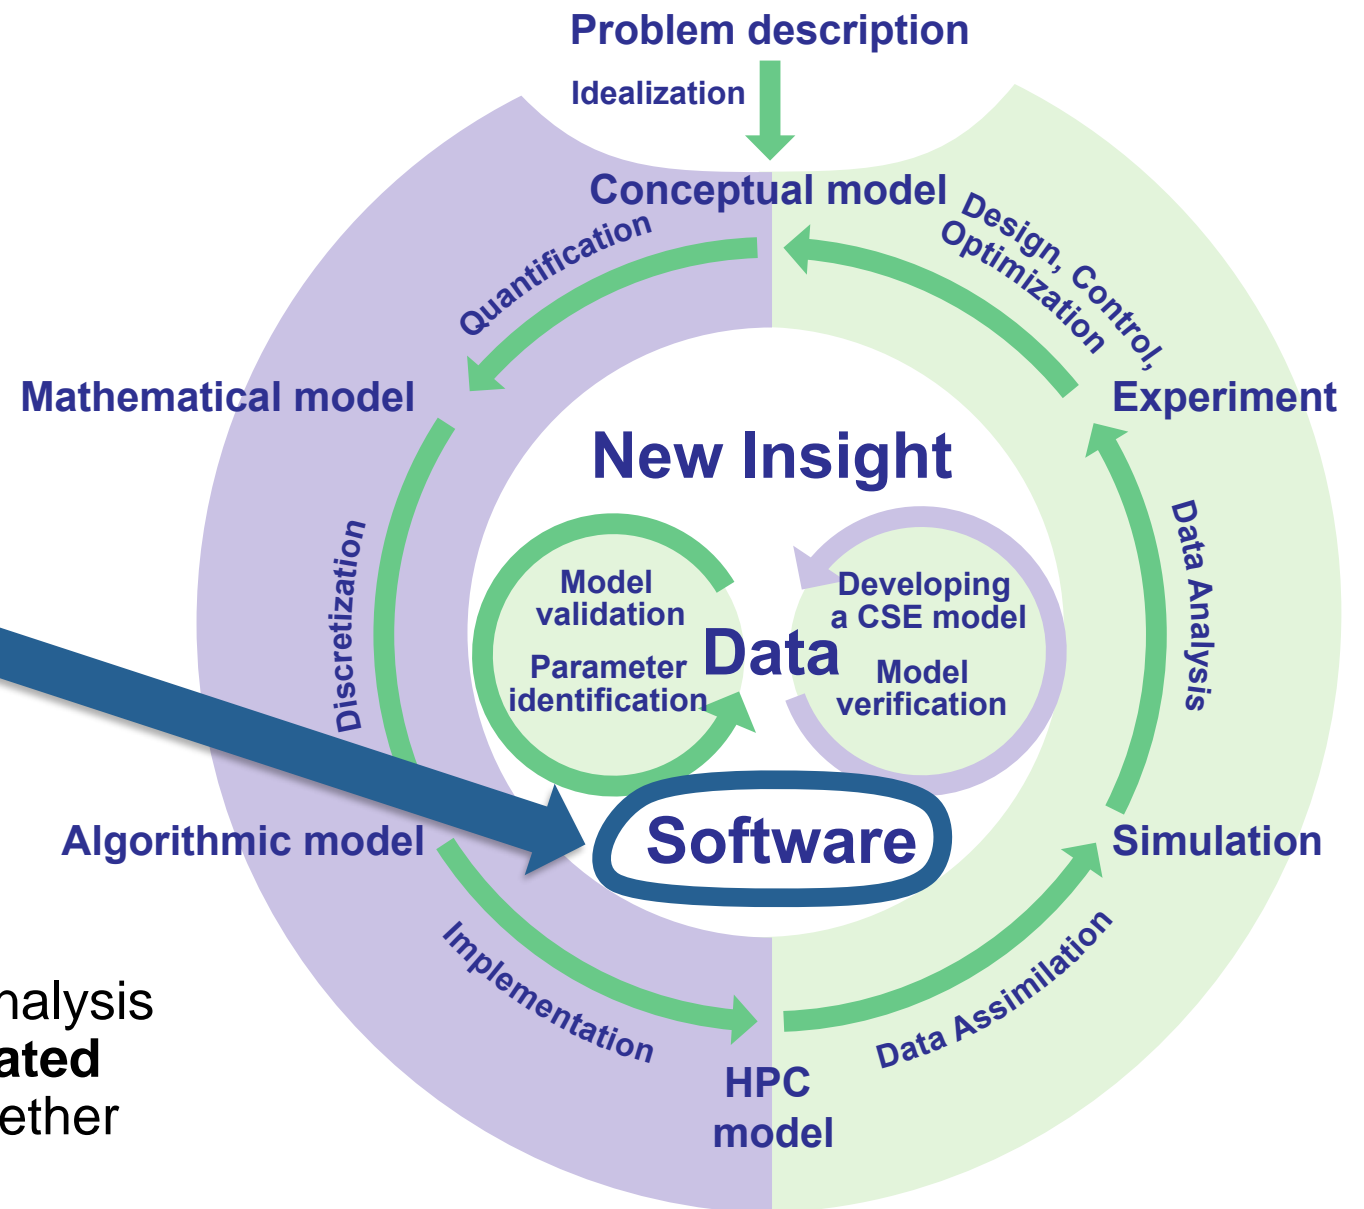 Problem description
Idealization
Conceptual model
Quantification
Design, Control,
Optimization
Mathematical model
Experiment
New Insight
Discretization
Data Analysis
Model
validation
Parameter
identification
Data
Developing
a CSE model
Model
verification
Software
Algorithmic model
Simulation
Implementation
Data Assimilation
HPC
model
nalysis
ated
ether